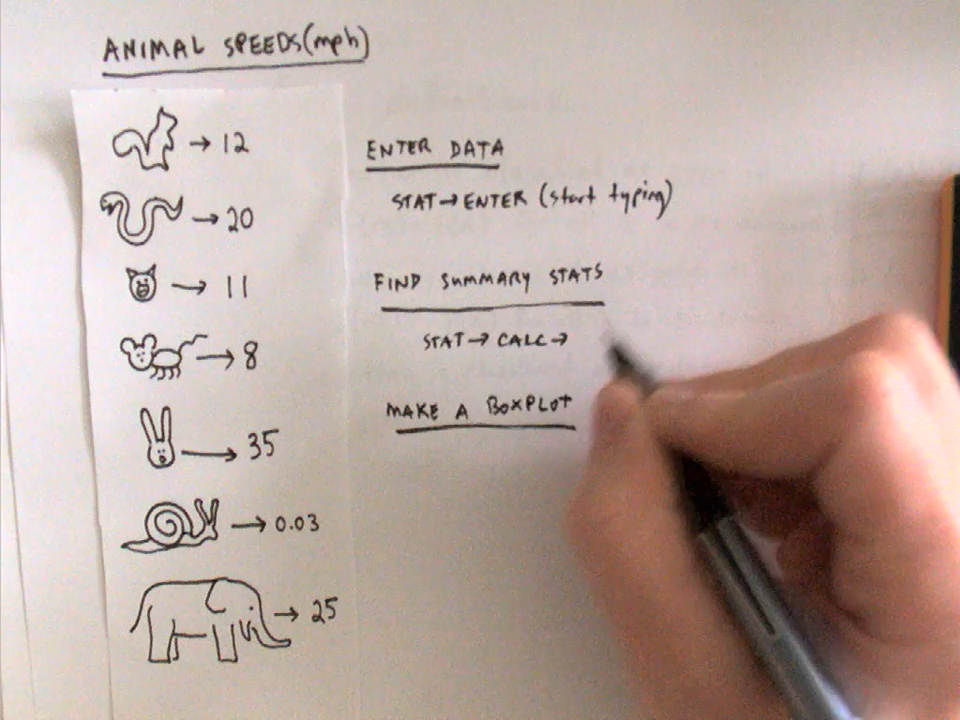 ANIMAL SPEEDS(mph)
→ 12
→ 20
→ 11
→ 8
→ 35
→ 0.03
→ 25
ENTER DATA
STAT→ENTER (start typing)
FIND SUMMARY STATS
STAT→ CALC→
MAKE A BOXPLOT